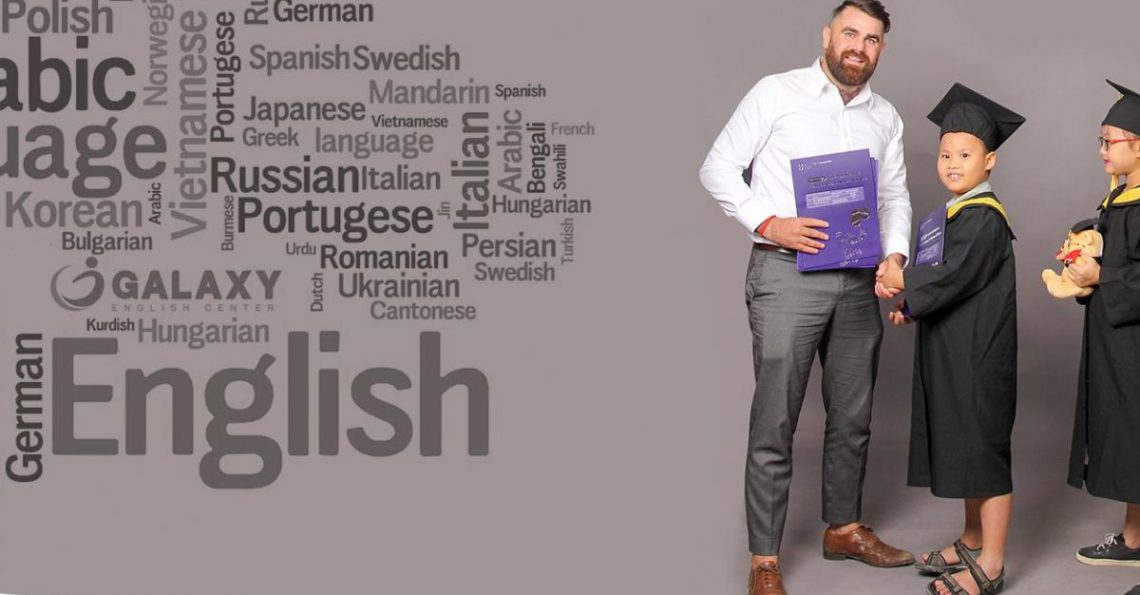 Polish
Norwegi
German
abic
Vietnamese
Portugese
Spanish
Swedish
Mandarin
Spanish
Japanese
Vietnamese
Greek
language
uage
Italian
Arabic
Bengali
French
Swahili
Russian
Italian
Korean
Arabic
Burmese
Portugese
Jin
Hungarian
Bulgarian
Urdu
Romanian
Persian
Turkish
GALAXY
ENGLISH CENTER
Dutch
Ukrainian
Swedish
Cantonese
Kurdish
Hungarian
German
English